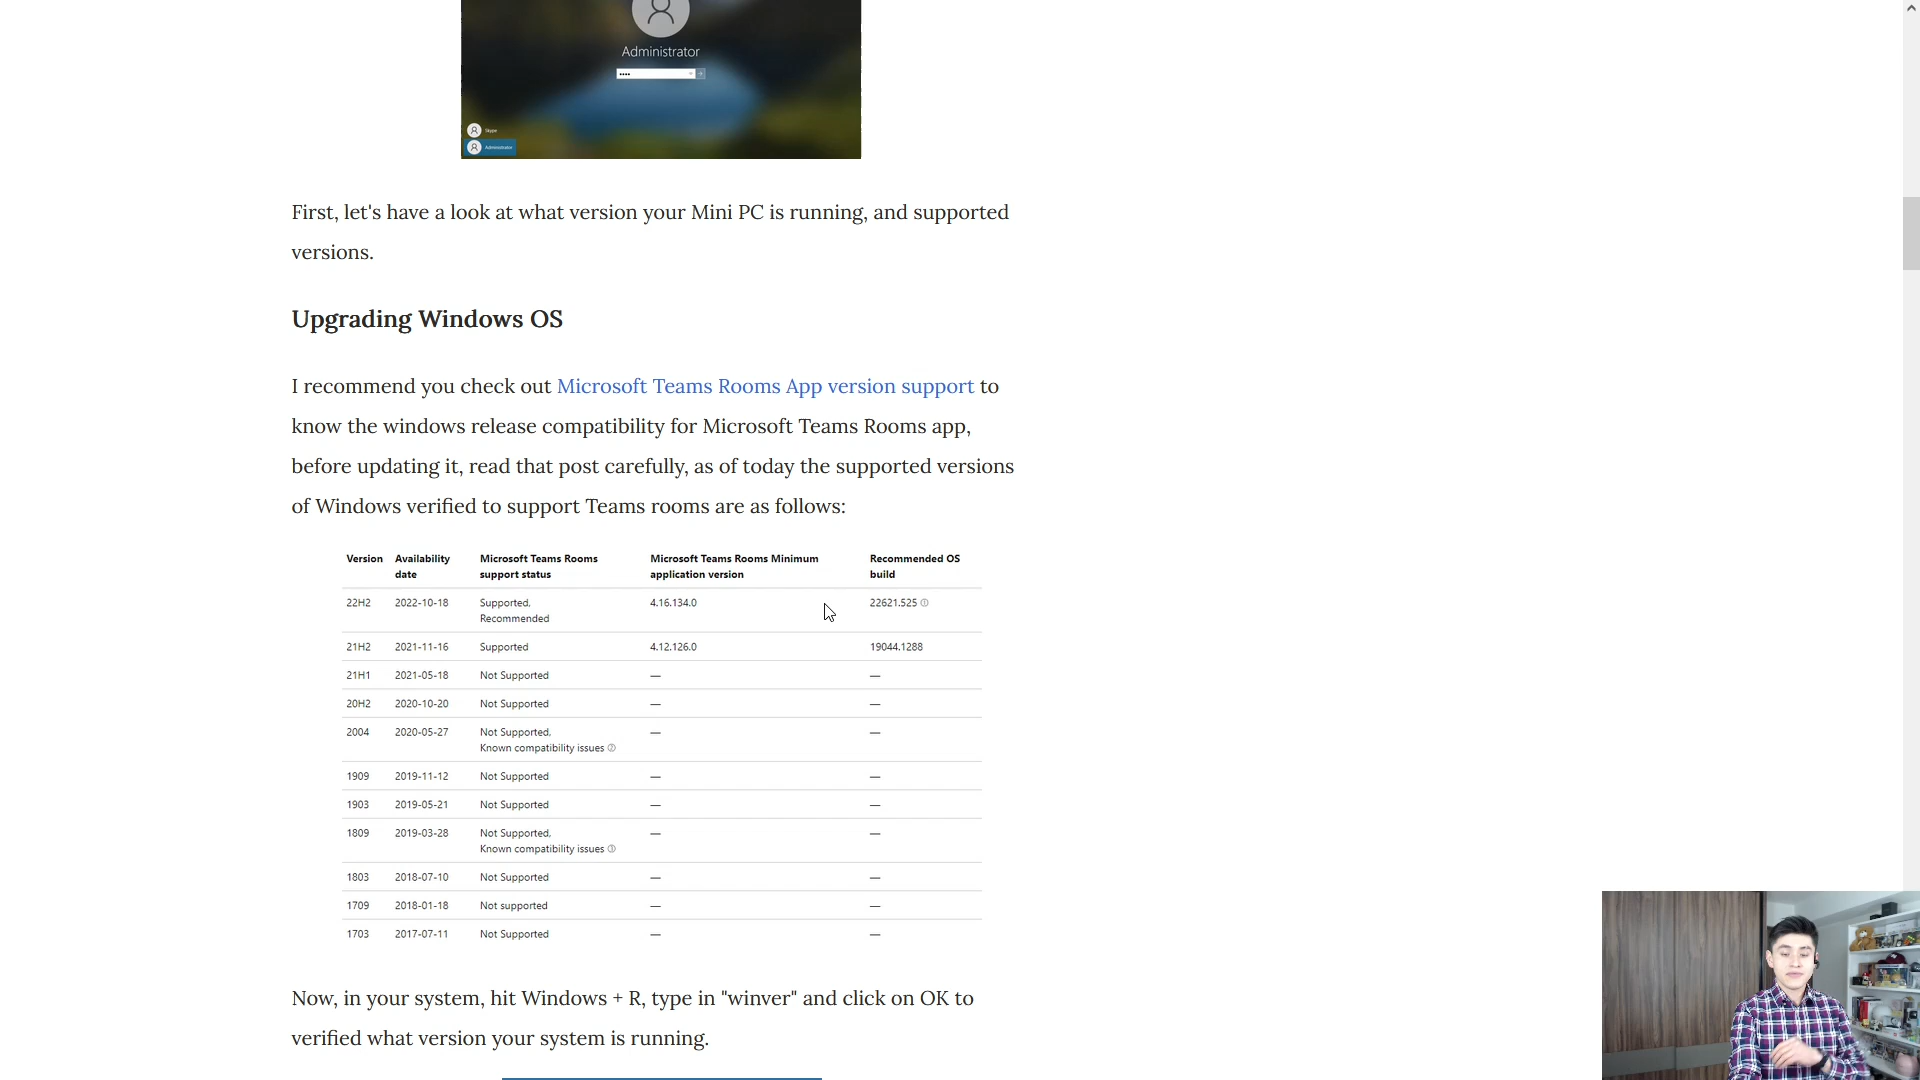 Administrator
Skype
Administrator
First, let's have a look at what version your Mini PC is running, and supported
versions.
Upgrading Windows OS
I recommend you check out Microsoft Teams Rooms App version support to
know the windows release compatibility for Microsoft Teams Rooms app,
before updating it, read that post carefully, as of today the supported versions
of Windows verified to support Teams rooms are as follows:
Version Availability date Microsoft Teams Rooms support status Microsoft Teams Rooms Minimum application version Recommended OS build
22H2 2022-10-18 Supported, Recommended 4.16.134.0 22621.525 ①
21H2 2021-11-16 Supported 4.12.126.0 19044.1288
21H1 2021-05-18 Not Supported — —
20H2 2020-10-20 Not Supported — —
2004 2020-05-27 Not Supported, Known compatibility issues ② — —
1909 2019-11-12 Not Supported — —
1903 2019-05-21 Not Supported — —
1809 2019-03-28 Not Supported, Known compatibility issues ③ — —
1803 2018-07-10 Not Supported — —
1709 2018-01-18 Not supported — —
1703 2017-07-11 Not Supported — —
Now, in your system, hit Windows + R, type in "winver" and click on OK to
verified what version your system is running.